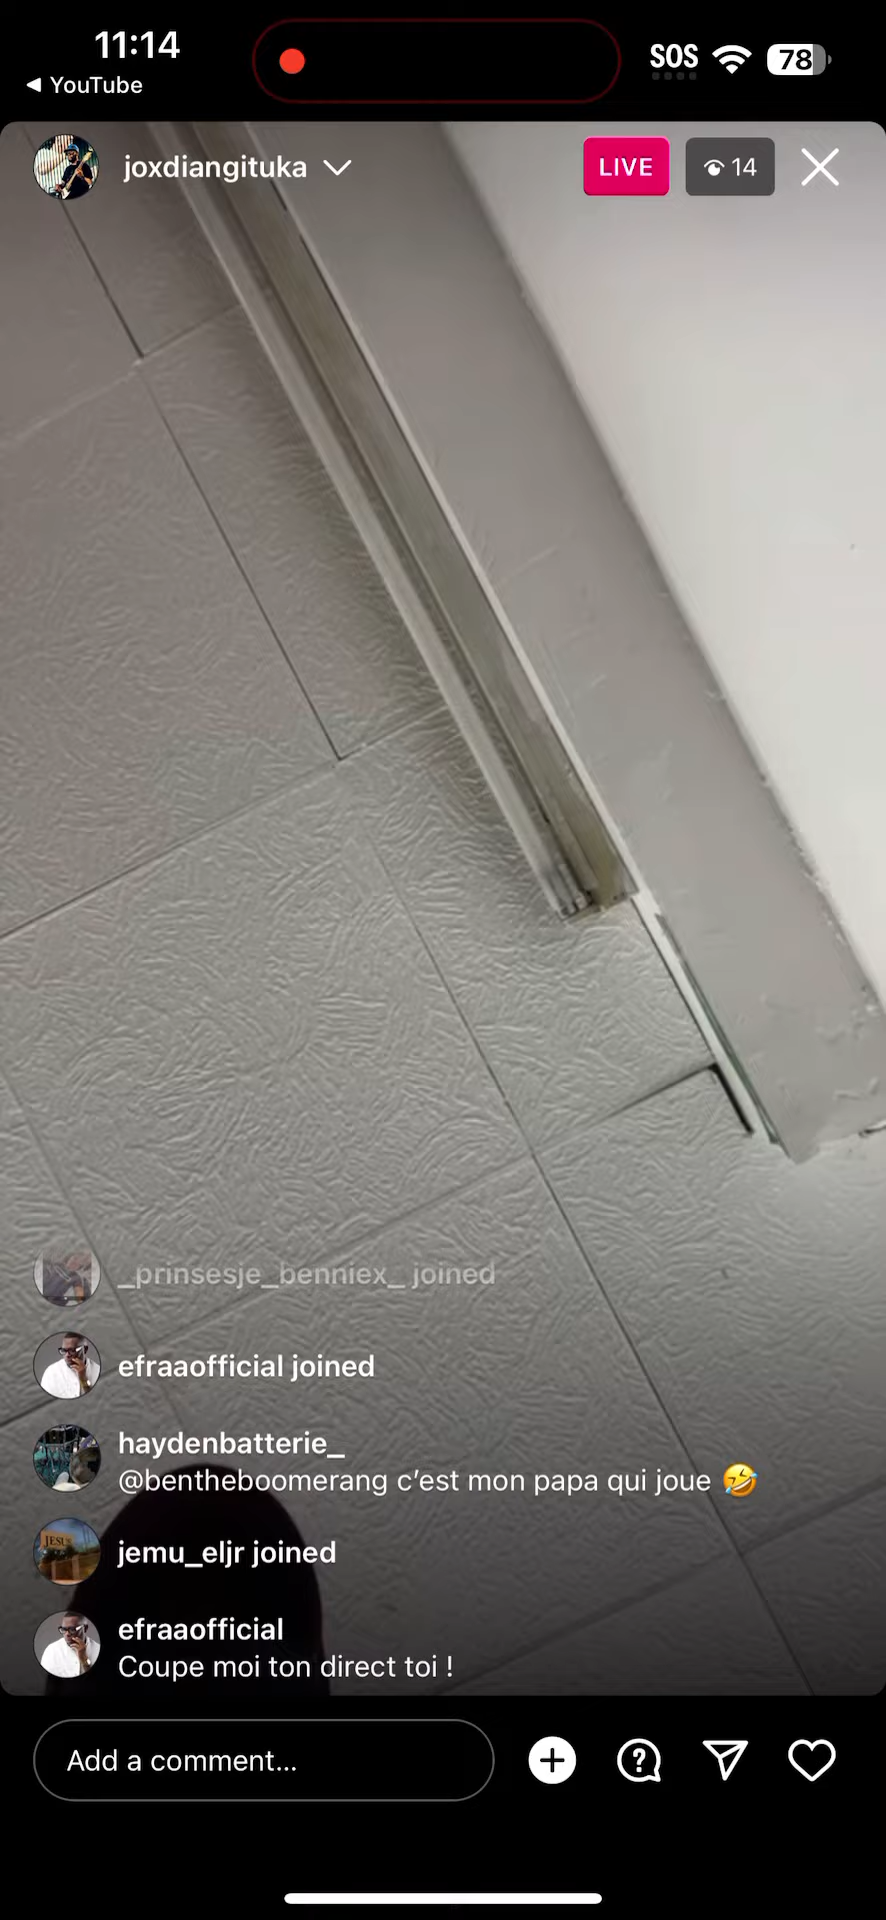 11:14
SOS
78
YouTube
joxdiangituka
LIVE
14
_prinsesje_benniex_ joined
efraaofficial joined
haydenbatterie_
@bentheboomerang c’est mon papa qui joue 🤣
jemu_eljr joined
efraaofficial
Coupe moi ton direct toi !
Add a comment...